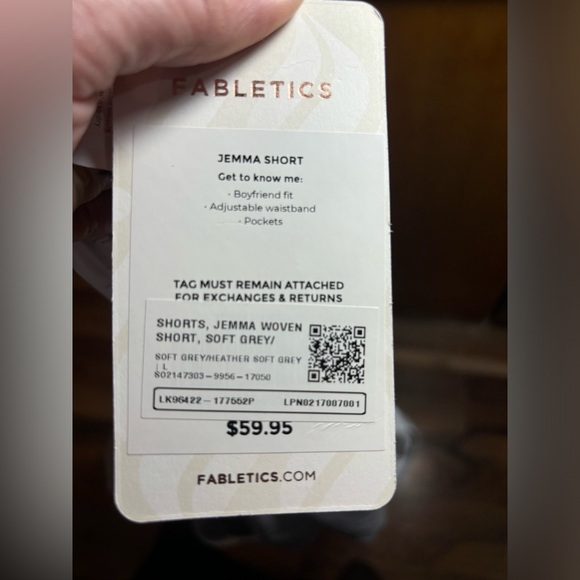 FABLETICS
JEMMA SHORT
Get to know me:
· Boyfriend fit
· Adjustable waistband
· Pockets
TAG MUST REMAIN ATTACHED
FOR EXCHANGES & RETURNS
SHORTS, JEMMA WOVEN
SHORT, SOFT GREY/
SOFT GREY/HEATHER SOFT GREY
| L
SO2147303-9956-17050
LK96422-177552P LPN0217007001
$59.95
FABLETICS.COM